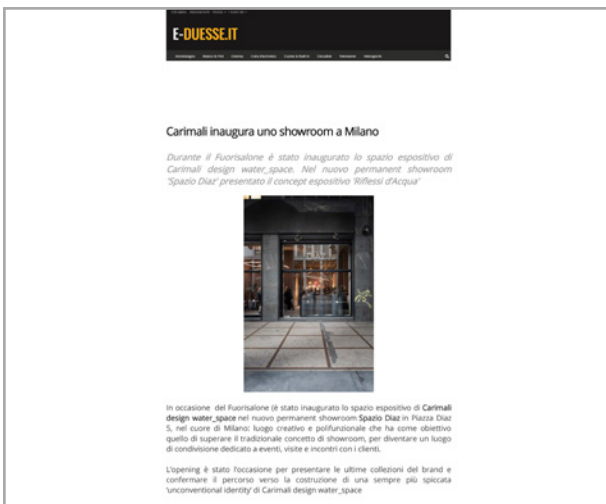 E-DUESSE.IT
Carimali inaugura uno showroom a Milano
Durante il Fuorisalone è stato inaugurato lo spazio espositivo di
Carimali design water_space. Nel nuovo permanent showroom
'Spazio Diaz' presentato il concept espositivo 'Riflessi d'Acqua'
In occasione del Fuorisalone (è stato inaugurato lo spazio espositivo di Carimali
design water_space nel nuovo permanent showroom Spazio Diaz in Piazza Diaz
5, nel cuore di Milano: luogo creativo e polifunzionale che ha come obiettivo
quello di superare il tradizionale concetto di showroom, per diventare un luogo
di condivisione dedicato a eventi, visite e incontri con i clienti.
L'opening è stato l'occasione per presentare le ultime collezioni del brand e
confermare il percorso verso la costruzione di una sempre più spiccata
'unconventional identity' di Carimali design water_space